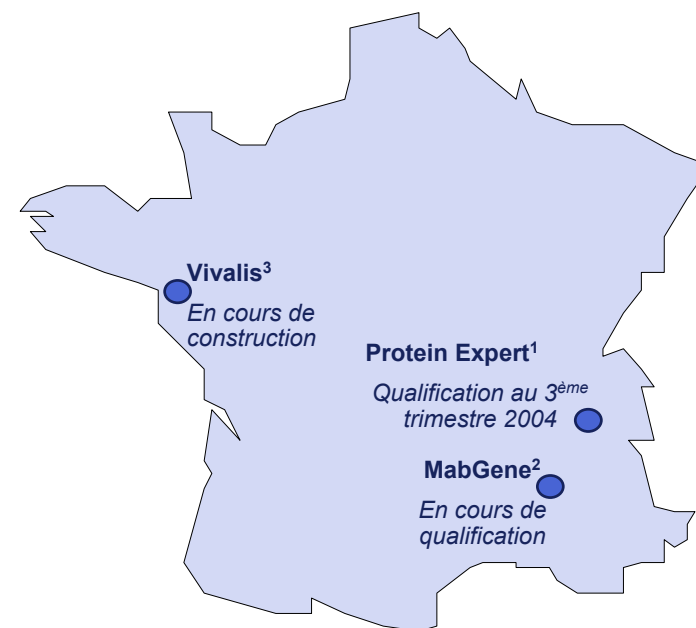 Vivalis³
En cours de
construction
Protein Expert¹
Qualification au 3ème
trimestre 2004
MabGene²
En cours de
qualification